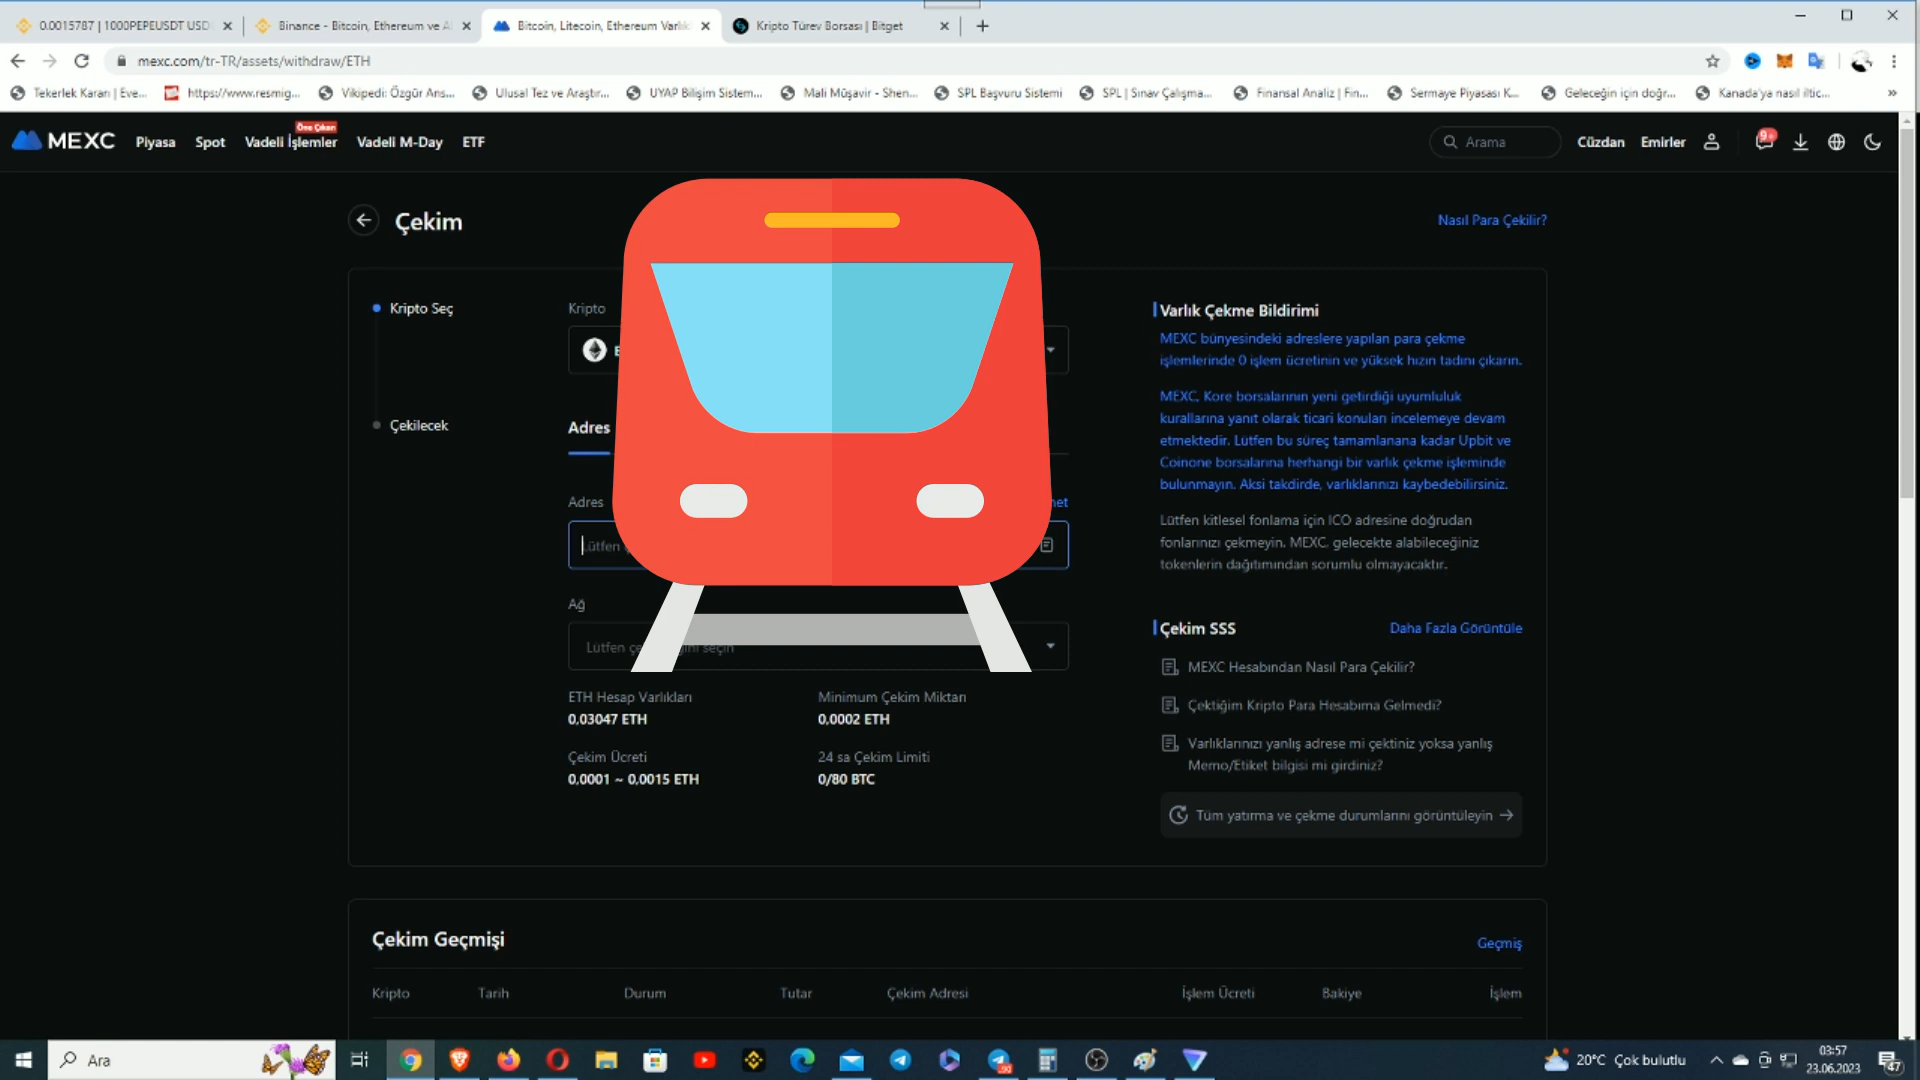 0.0015787 | 1000PEPEUSDT USD
Binance - Bitcoin, Ethereum ve Al
Bitcoin, Litecoin, Ethereum Varlık
Kripto Türev Borsası | Bitget
mexc.com/tr-TR/assets/withdraw/ETH
Tekerlek Kararı | Eve...
https://www.resmig...
Vikipedi: Özgür Ans...
Ulusal Tez ve Araştır...
UYAP Bilişim Sistem...
Mali Müşavir - Shen...
SPL Başvuru Sistemi
SPL | Sınav Çalışma...
Finansal Analiz | Fin...
Sermaye Piyasası K...
Geleceğin için doğr...
Kanada'ya nasıl iltic...
MEXC
Piyasa
Spot
Öne Çıkan
Vadeli İşlemler
Vadeli M-Day
ETF
Arama
Cüzdan
Emirler
9+
Çekim
Nasıl Para Çekilir?
Kripto Seç
Çekilecek
Kripto
Adres
Adres
Lütfen
Ağ
Lütfen
seçin
ETH Hesap Varlıkları
0,03047 ETH
Minimum Çekim Miktarı
0,0002 ETH
Çekim Ücreti
0,0001 ~ 0,0015 ETH
24 sa Çekim Limiti
0/80 BTC
Varlık Çekme Bildirimi
MEXC bünyesindeki adreslere yapılan para çekme
işlemlerinde 0 işlem ücretinin ve yüksek hızın tadını çıkarın.
MEXC, Kore borsalarının yeni getirdiği uyumluluk
kurallarına yanıt olarak ticari konuları incelemeye devam
etmektedir. Lütfen bu süreç tamamlanana kadar Upbit ve
Coinone borsalarına herhangi bir varlık çekme işleminde
bulunmayın. Aksi takdirde, varlıklarınızı kaybedebilirsiniz.
Lütfen kitlesel fonlama için ICO adresine doğrudan
fonlarınızı çekmeyin. MEXC, gelecekte alabileceğiniz
tokenlerin dağıtımından sorumlu olmayacaktır.
Çekim SSS
Daha Fazla Görüntüle
MEXC Hesabından Nasıl Para Çekilir?
Çektiğim Kripto Para Hesabıma Gelmedi?
Varlıklarınızı yanlış adrese mi çektiniz yoksa yanlış
Memo/Etiket bilgisi mi girdiniz?
Tüm yatırma ve çekme durumlarını görüntüleyin
Çekim Geçmişi
Geçmiş
Kripto
Tarih
Durum
Tutar
Çekim Adresi
İşlem Ücreti
Bakiye
İşlem
Ara
20°C Çok bulutlu
03:57
23.06.2023
47